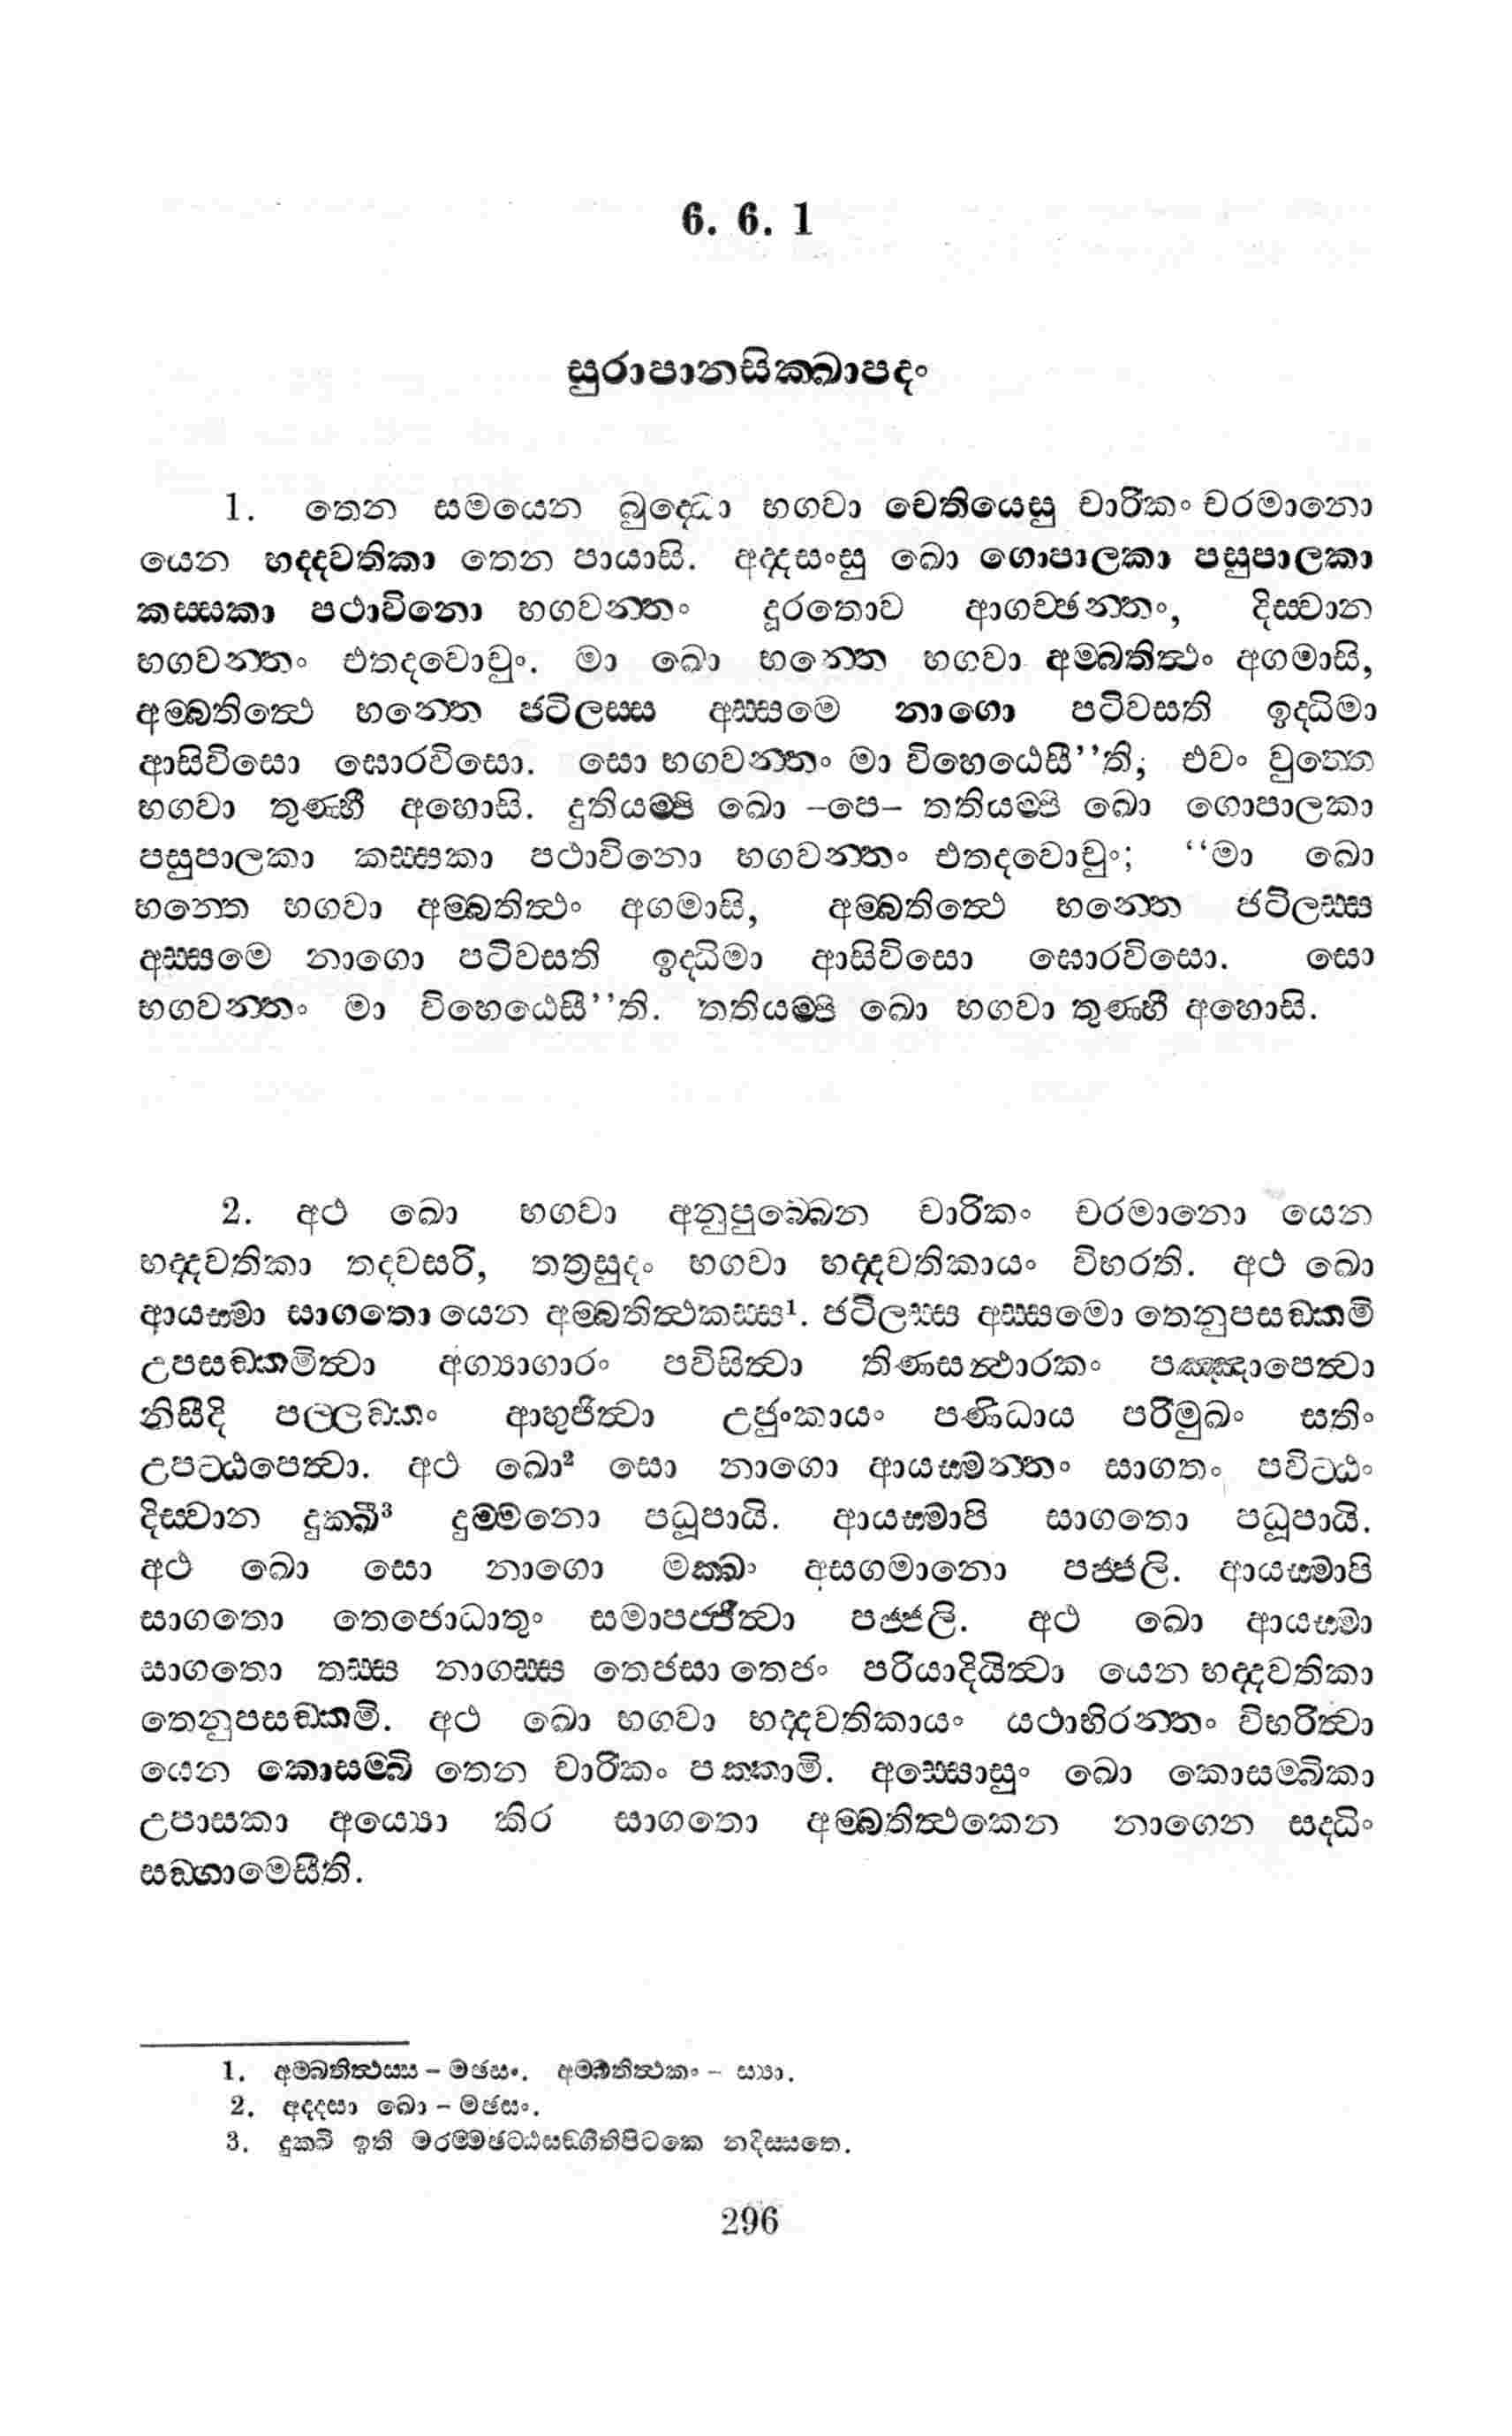 6. 6. 1
සුරාපානසික්ඛාපදං
1. තෙන සමයෙන බුද්ධො භගවා චෙතියෙසු චාරිකං චරමානො
යෙන භද්දවතිකා තෙන පායාසි. අද්දසංසු ඛො ගොපාලකා පසුපාලකා
කස්සකා පථාවිනො භගවන්තං දූරතොව ආගච්ඡන්තං, දිස්වාන
භගවන්තං එතදවොචුං. මා ඛො භන්තෙ භගවා අම්බතිත්ථං අගමාසි,
අම්බතිත්ථෙ භන්තෙ ජටිලස්ස අස්සමෙ නාගො පටිවසති ඉද්ධිමා
ආසිවිසො ඝොරවිසො. සො භගවන්තං මා විහෙඨෙසී’’ති; එවං වුත්තෙ
භගවා තුණ්හී අහොසි. දුතියම්පි ඛො –පෙ– තතියම්පි ඛො ගොපාලකා
පසුපාලකා කස්සකා පථාවිනො භගවන්තං එතදවොචුං; ‘‘මා ඛො
භන්තෙ භගවා අම්බතිත්ථං අගමාසි, අම්බතිත්ථෙ භන්තෙ ජටිලස්ස
අස්සමෙ නාගො පටිවසති ඉද්ධිමා ආසිවිසො ඝොරවිසො. සො
භගවන්තං මා විහෙඨෙසී’’ති. තතියම්පි ඛො භගවා තුණ්හී අහොසි.
2. අථ ඛො භගවා අනුපුබ්බෙන චාරිකං චරමානො යෙන
භද්දවතිකා තදවසරි, තත්‍රසුදං භගවා භද්දවතිකායං විහරති. අථ ඛො
ආයස්මා සාගතො යෙන අම්බතිත්ථකස්ස¹. ජටිලස්ස අස්සමො තෙනුපසඞ්කමි
උපසඞ්කමිත්වා අග්‍යාගාරං පවිසිත්වා තිණසන්ථාරකං පඤ්ඤාපෙත්වා
නිසීදි පල්ලඞ්කං ආභුජිත්වා උජුංකායං පණිධාය පරිමුඛං සතිං
උපට්ඨපෙත්වා. අථ ඛො² සො නාගො ආයස්මන්තං සාගතං පවිට්ඨං
දිස්වාන දුක්ඛී³ දුම්මනො පධූපායි. ආයස්මාපි සාගතො පධූපායි.
අථ ඛො සො නාගො මක්ඛං අසගමානො පජ්ජලි. ආයස්මාපි
සාගතො තෙජොධාතුං සමාපජ්ජිත්වා පජ්ජලි. අථ ඛො ආයස්මා
සාගතො තස්ස නාගස්ස තෙජසා තෙජං පරියාදියිත්වා යෙන භද්දවතිකා
තෙනුපසඞ්කමි. අථ ඛො භගවා භද්දවතිකායං යථාභිරන්තං විහරිත්වා
යෙන කොසම්බි තෙන චාරිකං පක්කාමි. අස්සොසුං ඛො කොසම්බිකා
උපාසකා අය්‍යො කිර සාගතො අම්බතිත්ථකෙන නාගෙන සද්ධිං
සඞ්ගාමෙසීති.
1. අම්බතිත්ථස්ස – මඡසං. අම්බතිත්ථකං – ස්‍යා.
2. අද්දසා ඛො – මඡසං.
3. දුක්ඛි ඉති මරම්මඡට්ඨසඞ්ගීතිපිටකෙ නදිස්සතෙ.
296